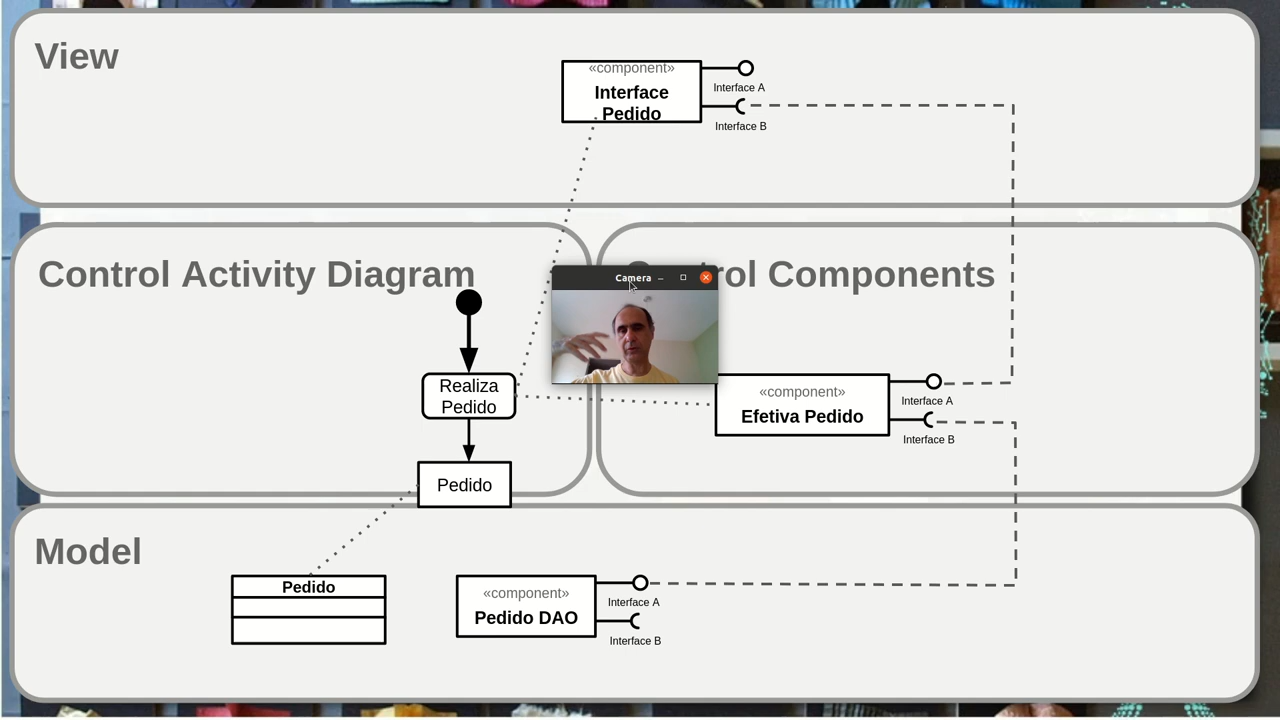 View
«component»
Interface
Pedido
Interface A
Interface B
Control Activity Diagram
Camera
rol Components
Realiza
Pedido
«component»
Efetiva Pedido
Interface A
Interface B
Pedido
Model
Pedido
«component»
Pedido DAO
Interface A
Interface B